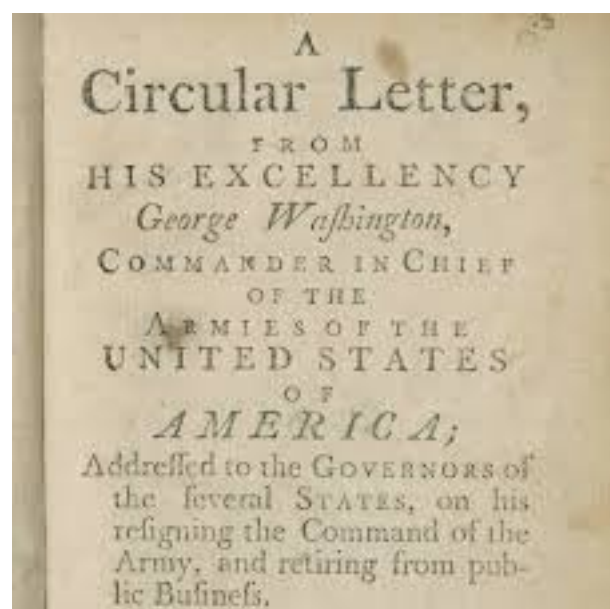 A
Circular Letter,
FROM
HIS EXCELLENCY
George Waſhington,
COMMANDER IN CHIEF
OF THE
ARMIES OF THE
UNITED STATES
OF
AMERICA;
Addreſſed to the GOVERNORS of
the ſeveral STATES, on his
reſigning the Command of the
Army, and retiring from pub-
lic Buſineſs.